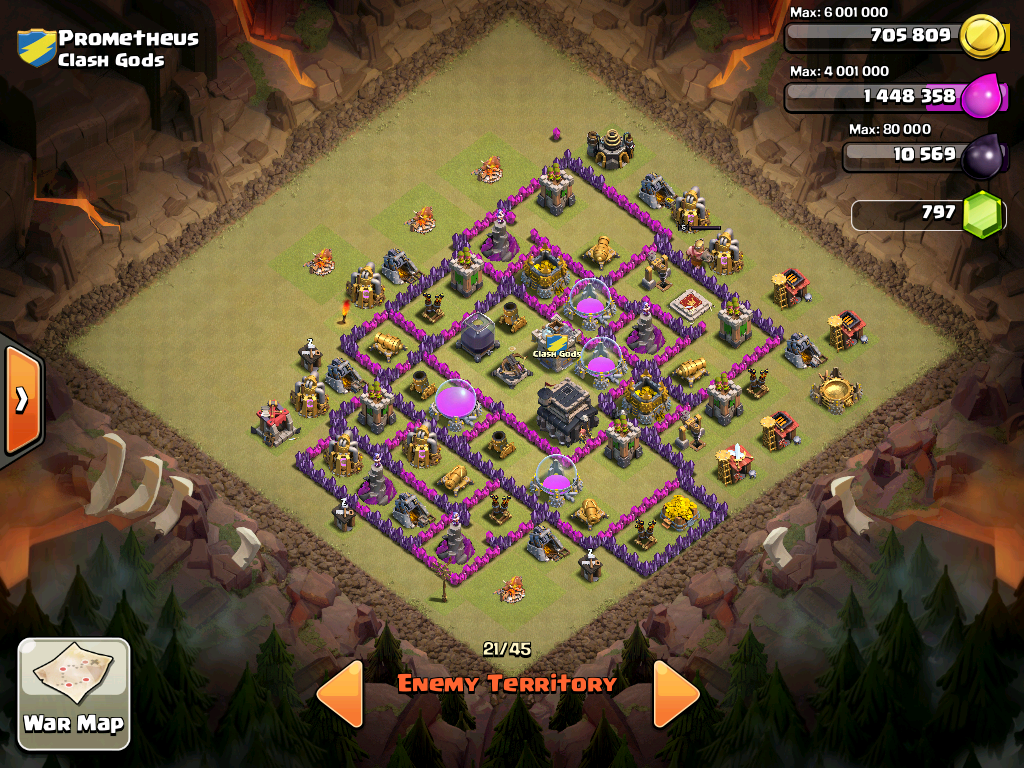 Prometheus
Clash Gods
Max: 6 001 000
705 809
Max: 4 001 000
1 448 358
Max: 80 000
10 569
797
Clash Gods
21/45
Enemy Territory
War Map